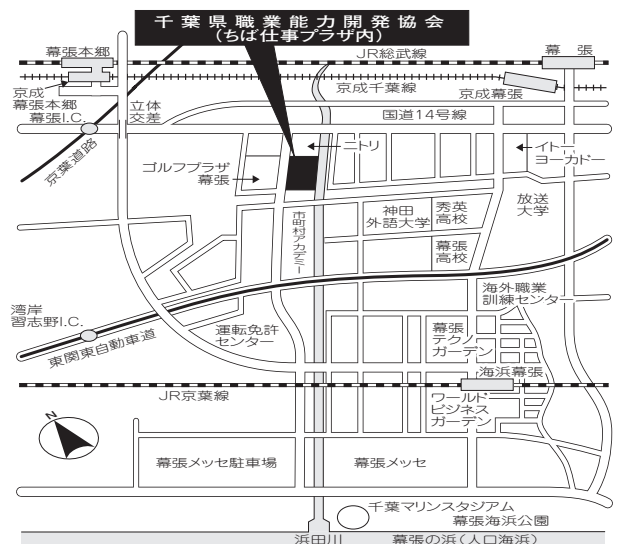 千葉県職業能力開発協会
(ちば仕事プラザ内)
幕張本郷
JR総武線
幕張
京成
幕張本郷
京成千葉線
京成幕張
幕張I.C.
立体
交差
国道14号線
京葉道路
ゴルフプラザ
幕張
ニトリ
イトー
ヨーカドー
市町村アカデミー
神田
外語大学
秀英
高校
放送
大学
幕張
高校
湾岸
習志野I.C.
海外職業
訓練センター
東関東自動車道
運転免許
センター
幕張
テクノ
ガーデン
海浜幕張
JR京葉線
ワールド
ビジネス
ガーデン
N
幕張メッセ駐車場
幕張メッセ
千葉マリンスタジアム
幕張海浜公園
浜田川
幕張の浜(人口海浜)